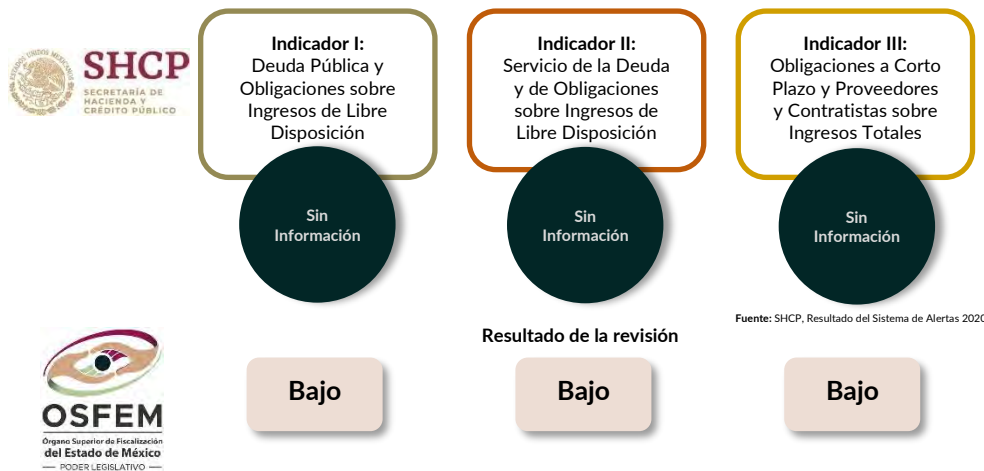 SHCP
SECRETARÍA DE
HACIENDA Y
CRÉDITO PÚBLICO
Indicador I:
Deuda Pública y
Obligaciones sobre
Ingresos de Libre
Disposición
Sin
Información
Indicador II:
Servicio de la Deuda
y de Obligaciones
sobre Ingresos de
Libre Disposición
Sin
Información
Indicador III:
Obligaciones a Corto
Plazo y Proveedores
y Contratistas sobre
Ingresos Totales
Sin
Información
Fuente: SHCP, Resultado del Sistema de Alertas 2020
Resultado de la revisión
OSFEM
Órgano Superior de Fiscalización
del Estado de México
PODER LEGISLATIVO
Bajo
Bajo
Bajo